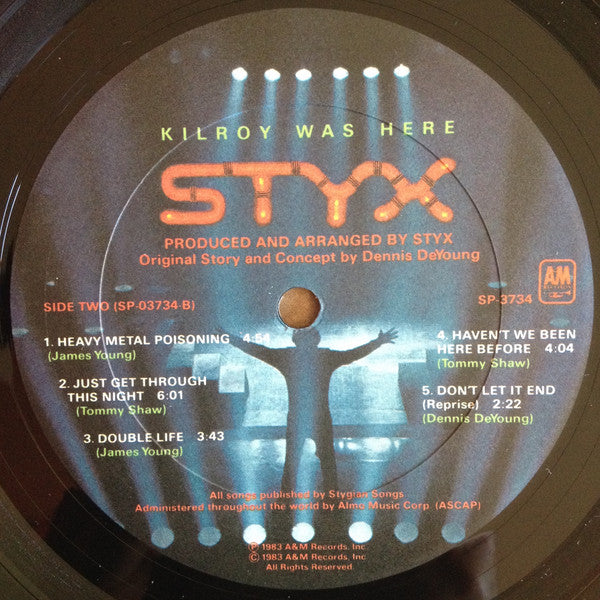 KILROY WAS HERE
STYX
PRODUCED AND ARRANGED BY STYX
Original Story and Concept by Dennis DeYoung
AM
SIDE TWO (SP-03734-B)
SP-3734
1. HEAVY METAL POISONING 4:56
(James Young)
2. JUST GET THROUGH
THIS NIGHT 6:01
(Tommy Shaw)
3. DOUBLE LIFE 3:43
(James Young)
4. HAVEN'T WE BEEN
HERE BEFORE 4:04
(Tommy Shaw)
5. DON'T LET IT END
(Reprise) 2:22
(Dennis DeYoung)
All songs published by Stygian Songs
Administered throughout the world by Almo Music Corp. (ASCAP)
℗ 1983 A&M Records, Inc.
© 1983 A&M Records, Inc.
All Rights Reserved.